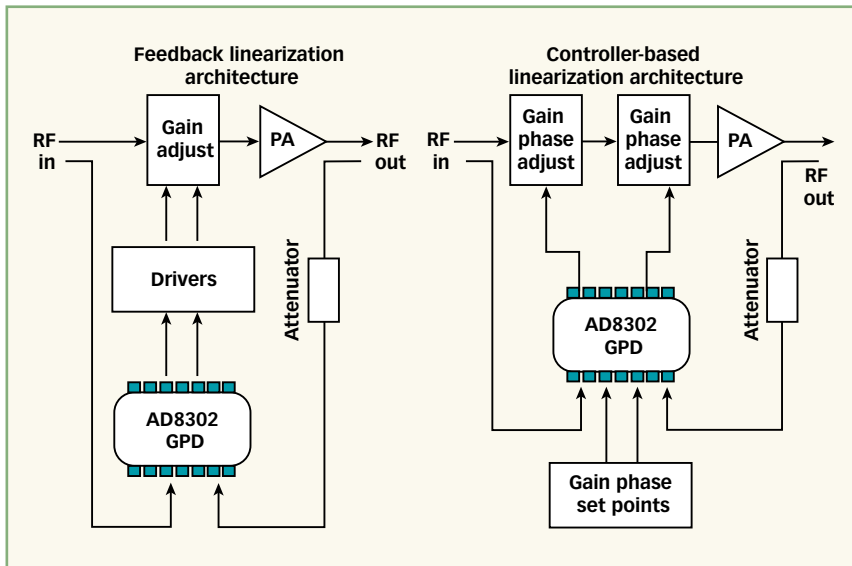 Feedback linearization
architecture
RF
in
Gain
adjust
PA
RF
out
Drivers
Attenuator
AD8302
GPD
Controller-based
linearization architecture
RF
in
Gain
phase
adjust
Gain
phase
adjust
PA
RF
out
Attenuator
AD8302
GPD
Gain phase
set points